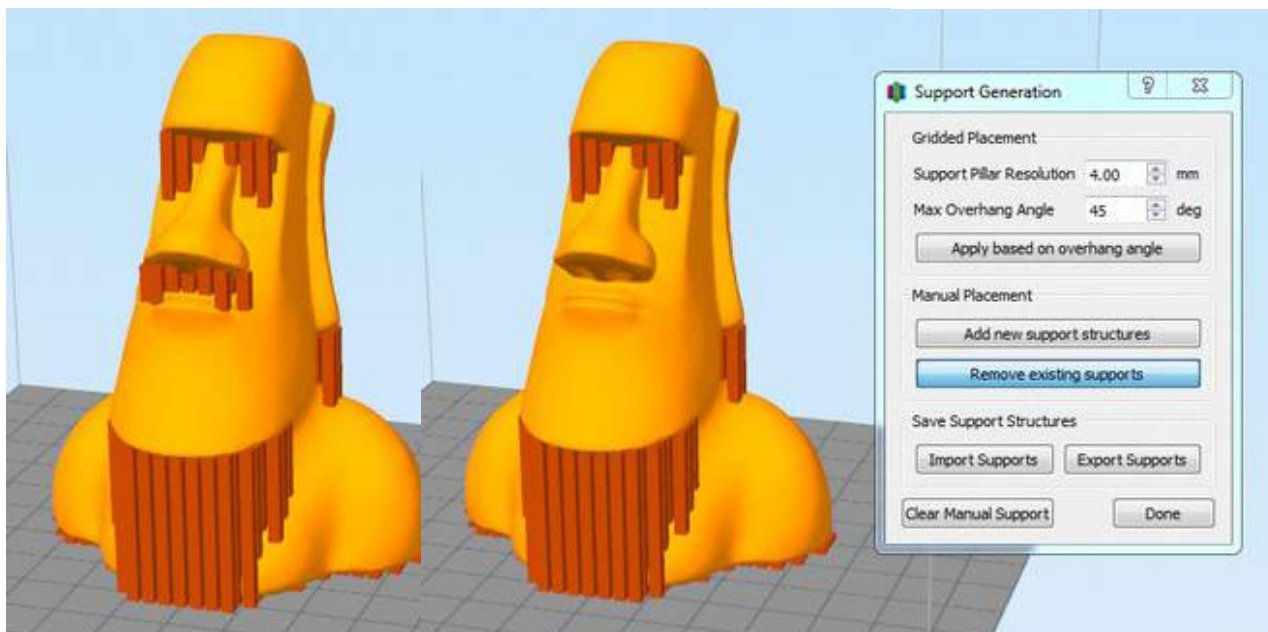 Support Generation
Gridded Placement
Support Pillar Resolution 4.00 mm
Max Overhang Angle 45 deg
Apply based on overhang angle
Manual Placement
Add new support structures
Remove existing supports
Save Support Structures
Import Supports Export Supports
Clear Manual Support Done